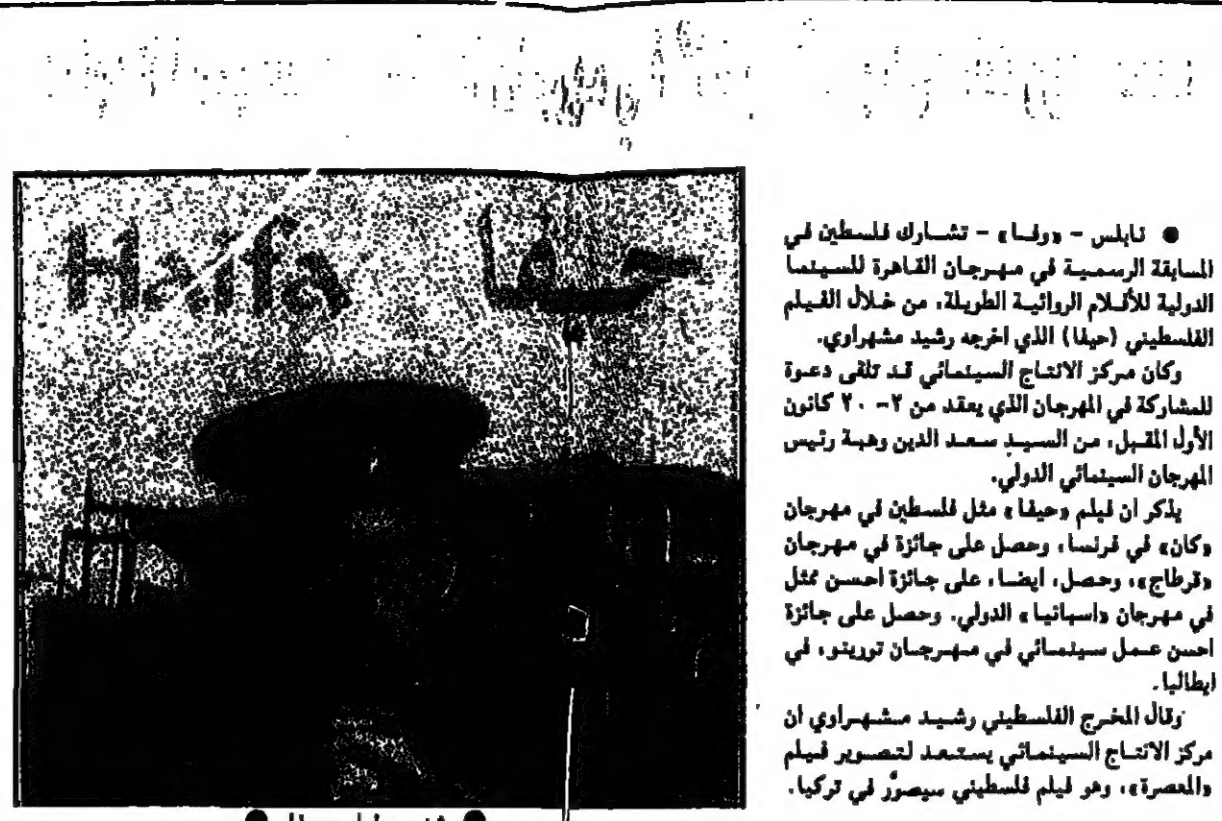 ● نابلس - «وفا» - تشارك فلسطين في
المسابقة الرسمية في مهرجان القاهرة للسينما
الدولية للأفلام الروائية الطويلة، من خلال الفيلم
الفلسطيني (حيفا) الذي اخرجه رشيد مشهراوي.
وكان مركز الانتاج السينمائي قد تلقى دعوة
للمشاركة في المهرجان الذي يعقد من ٢- ٢٠ كانون
الأول المقبل، من السيد سعد الدين وهبة رئيس
المهرجان السينمائي الدولي.
يذكر ان فيلم «حيفا» مثل فلسطين في مهرجان
«كان» في فرنسا، وحصل على جائزة في مهرجان
«قرطاج»، وحصل، ايضا، على جائزة احسن ممثل
في مهرجان «اسبانيا» الدولي. وحصل على جائزة
احسن عمل سينمائي في مهرجان تورينو، في
ايطاليا.
وقال المخرج الفلسطيني رشيد مشهراوي ان
مركز الانتاج السينمائي يستعد لتصوير فيلم
«المعصرة»، وهو فيلم فلسطيني سيصوَّر في تركيا.
Haifa حيفا